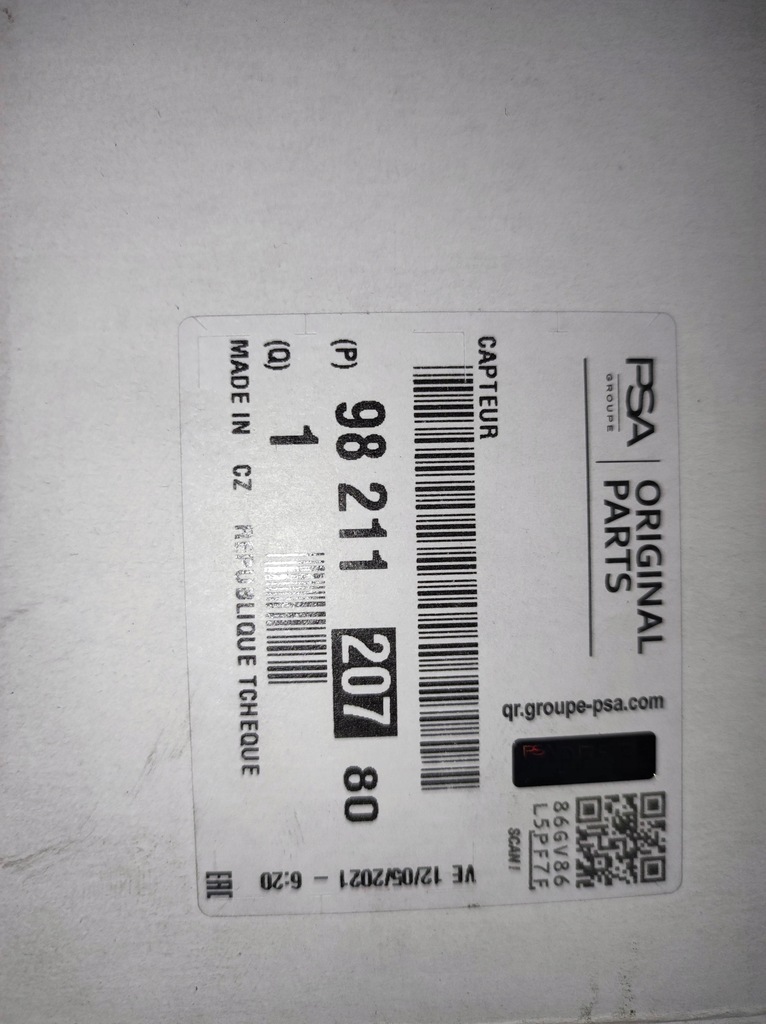 PSA
GROUPE
ORIGINAL
PARTS
qr.groupe-psa.com
86GV86
L5PF7F
SCAN !
CAPTEUR
(P) 98 211 207 80
(Q) 1
MADE IN CZ REPUBLIQUE TCHEQUE
VE 12/05/2021 - 6:20
EAC